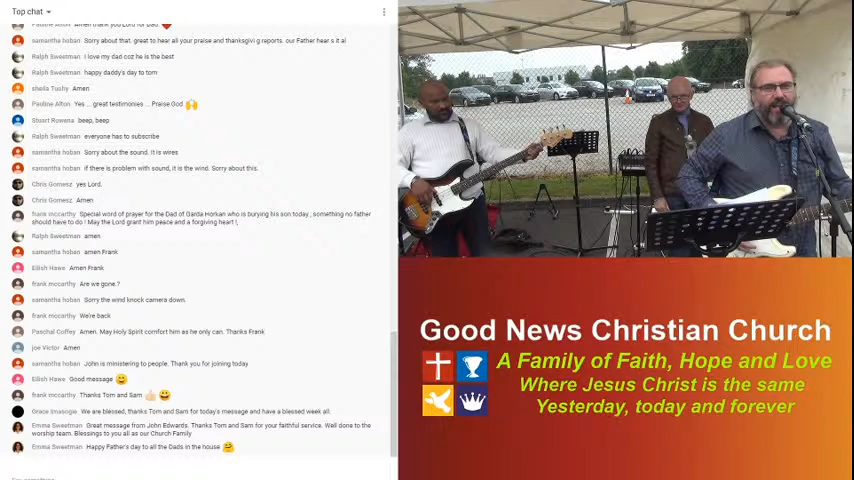 Top chat
Pauline Alton Amen thank you Lord for Dad.
samantha hoban Sorry about that. great to hear all your praise and thanksgivi g reports. our Father hear s it al
Ralph Sweetman I love my dad coz he is the best
Ralph Sweetman happy daddy's day to tom
sheila Tushy Amen
Pauline Alton Yes ... great testimonies ... Praise God 🙌
Stuart Rowena beep, beep
Ralph Sweetman everyone has to subscribe
samantha hoban Sorry about the sound. It is wires
samantha hoban if there is problem with sound, it is the wind. Sorry about this.
Chris Gomesz yes Lord.
Chris Gomesz Amen
frank mccarthy Special word of prayer for the Dad of Garda Horkan who is burying his son today , something no father
should have to do ! May the Lord grant him peace and a forgiving heart !,
Ralph Sweetman amen
samantha hoban amen Frank
Eilish Hawe Amen Frank
frank mccarthy Are we gone.?
samantha hoban Sorry the wind knock camera down.
frank mccarthy We're back
Paschal Coffey Amen. May Holy Spirit comfort him as he only can. Thanks Frank
joe Victor Amen
samantha hoban John is ministering to people. Thank you for joining today
Eilish Hawe Good message 😀
frank mccarthy Thanks Tom and Sam 👍🏻😃
Grace Imasogie We are blessed, thanks Tom and Sam for today's message and have a blessed week all.
Emma Sweetman Great message from John Edwards. Thanks Tom and Sam for your faithful service. Well done to the
worship team. Blessings to you all as our Church Family
Emma Sweetman Happy Father's day to all the Dads in the house 🤗
Good News Christian Church
A Family of Faith, Hope and Love
Where Jesus Christ is the same
Yesterday, today and forever